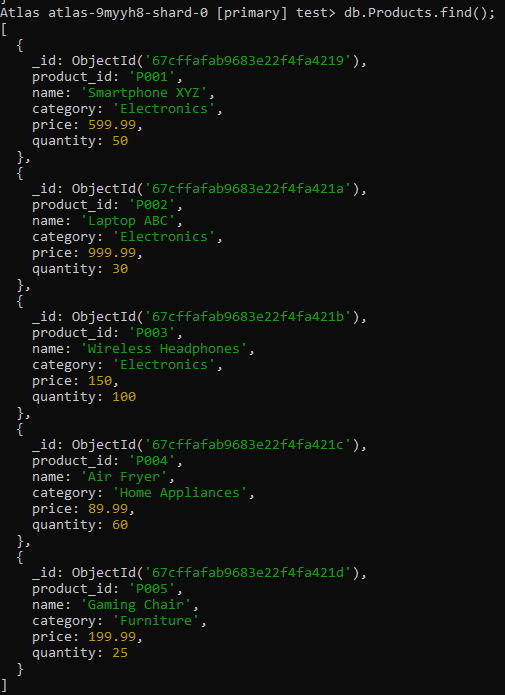 Atlas atlas-9myyh8-shard-0 [primary] test> db.Products.find();
[
  {
    _id: ObjectId('67cffafab9683e22f4fa4219'),
    product_id: 'P001',
    name: 'Smartphone XYZ',
    category: 'Electronics',
    price: 599.99,
    quantity: 50
  },
  {
    _id: ObjectId('67cffafab9683e22f4fa421a'),
    product_id: 'P002',
    name: 'Laptop ABC',
    category: 'Electronics',
    price: 999.99,
    quantity: 30
  },
  {
    _id: ObjectId('67cffafab9683e22f4fa421b'),
    product_id: 'P003',
    name: 'Wireless Headphones',
    category: 'Electronics',
    price: 150,
    quantity: 100
  },
  {
    _id: ObjectId('67cffafab9683e22f4fa421c'),
    product_id: 'P004',
    name: 'Air Fryer',
    category: 'Home Appliances',
    price: 89.99,
    quantity: 60
  },
  {
    _id: ObjectId('67cffafab9683e22f4fa421d'),
    product_id: 'P005',
    name: 'Gaming Chair',
    category: 'Furniture',
    price: 199.99,
    quantity: 25
  }
]